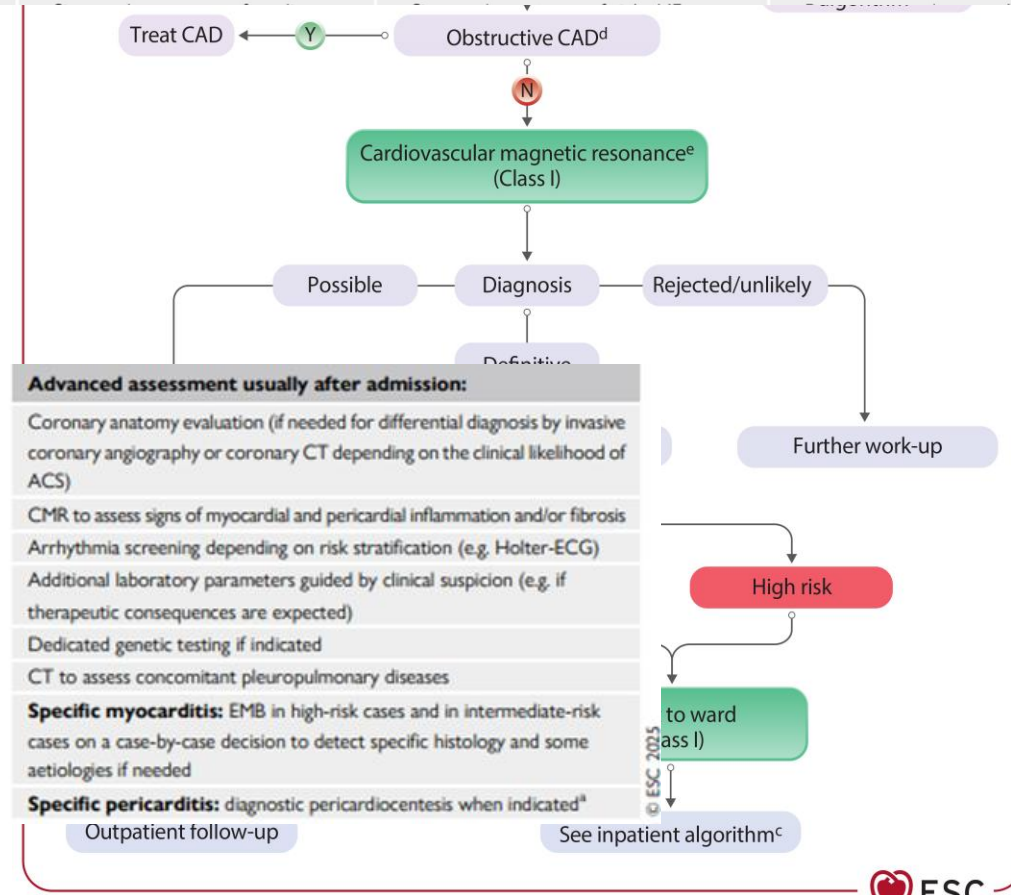 Treat CAD
Y
Obstructive CADd
N
Cardiovascular magnetic resonancee
(Class I)
Possible
Diagnosis
Rejected/unlikely
Definitive
Further work-up
Advanced assessment usually after admission:
Coronary anatomy evaluation (if needed for differential diagnosis by invasive
coronary angiography or coronary CT depending on the clinical likelihood of
ACS)
CMR to assess signs of myocardial and pericardial inflammation and/or fibrosis
Arrhythmia screening depending on risk stratification (e.g. Holter-ECG)
Additional laboratory parameters guided by clinical suspicion (e.g. if
therapeutic consequences are expected)
Dedicated genetic testing if indicated
CT to assess concomitant pleuropulmonary diseases
Specific myocarditis: EMB in high-risk cases and in intermediate-risk
cases on a case-by-case decision to detect specific histology and some
aetiologies if needed
Specific pericarditis: diagnostic pericardiocentesis when indicateda
© ESC 2025
High risk
to ward
ass I)
Outpatient follow-up
See inpatient algorithmc
ESC